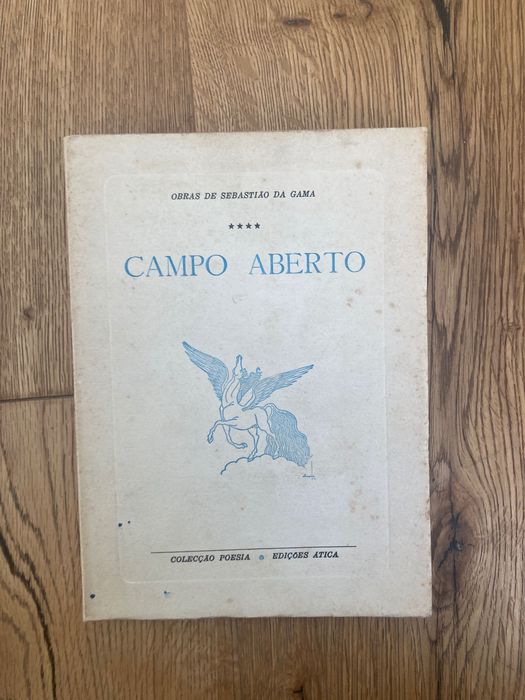 OBRAS DE SEBASTIÃO DA GAMA
★★★★
CAMPO ABERTO
COLECÇÃO POESIA • EDIÇÕES ÁTICA